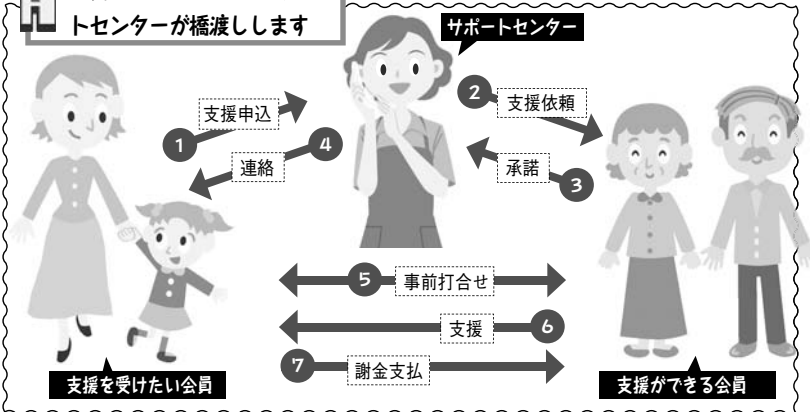 A
トセンターが橋渡しします
サポートセンター
支援申込
1
4
連絡
2
支援依頼
承諾
3
5
事前打合せ
支援
6
7
謝金支払
支援を受けたい会員
支援ができる会員